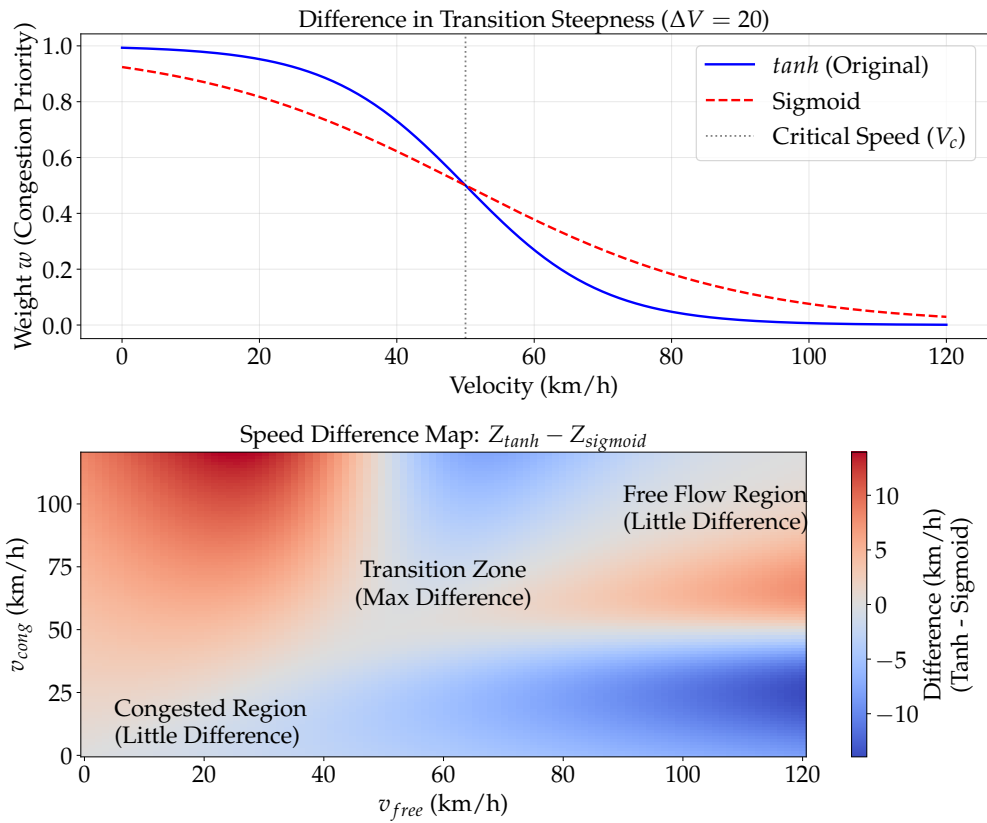 Difference in Transition Steepness (ΔV = 20)
1.0
0.8
0.6
0.4
0.2
0.0
Weight w (Congestion Priority)
tanh (Original)
Sigmoid
Critical Speed (V_c)
0 20 40 60 80 100 120
Velocity (km/h)
Speed Difference Map: Z_tanh − Z_sigmoid
100
75
50
25
0
v_cong (km/h)
Free Flow Region
(Little Difference)
Transition Zone
(Max Difference)
Congested Region
(Little Difference)
0 20 40 60 80 100 120
v_free (km/h)
10
5
0
−5
−10
Difference (km/h)
(Tanh - Sigmoid)